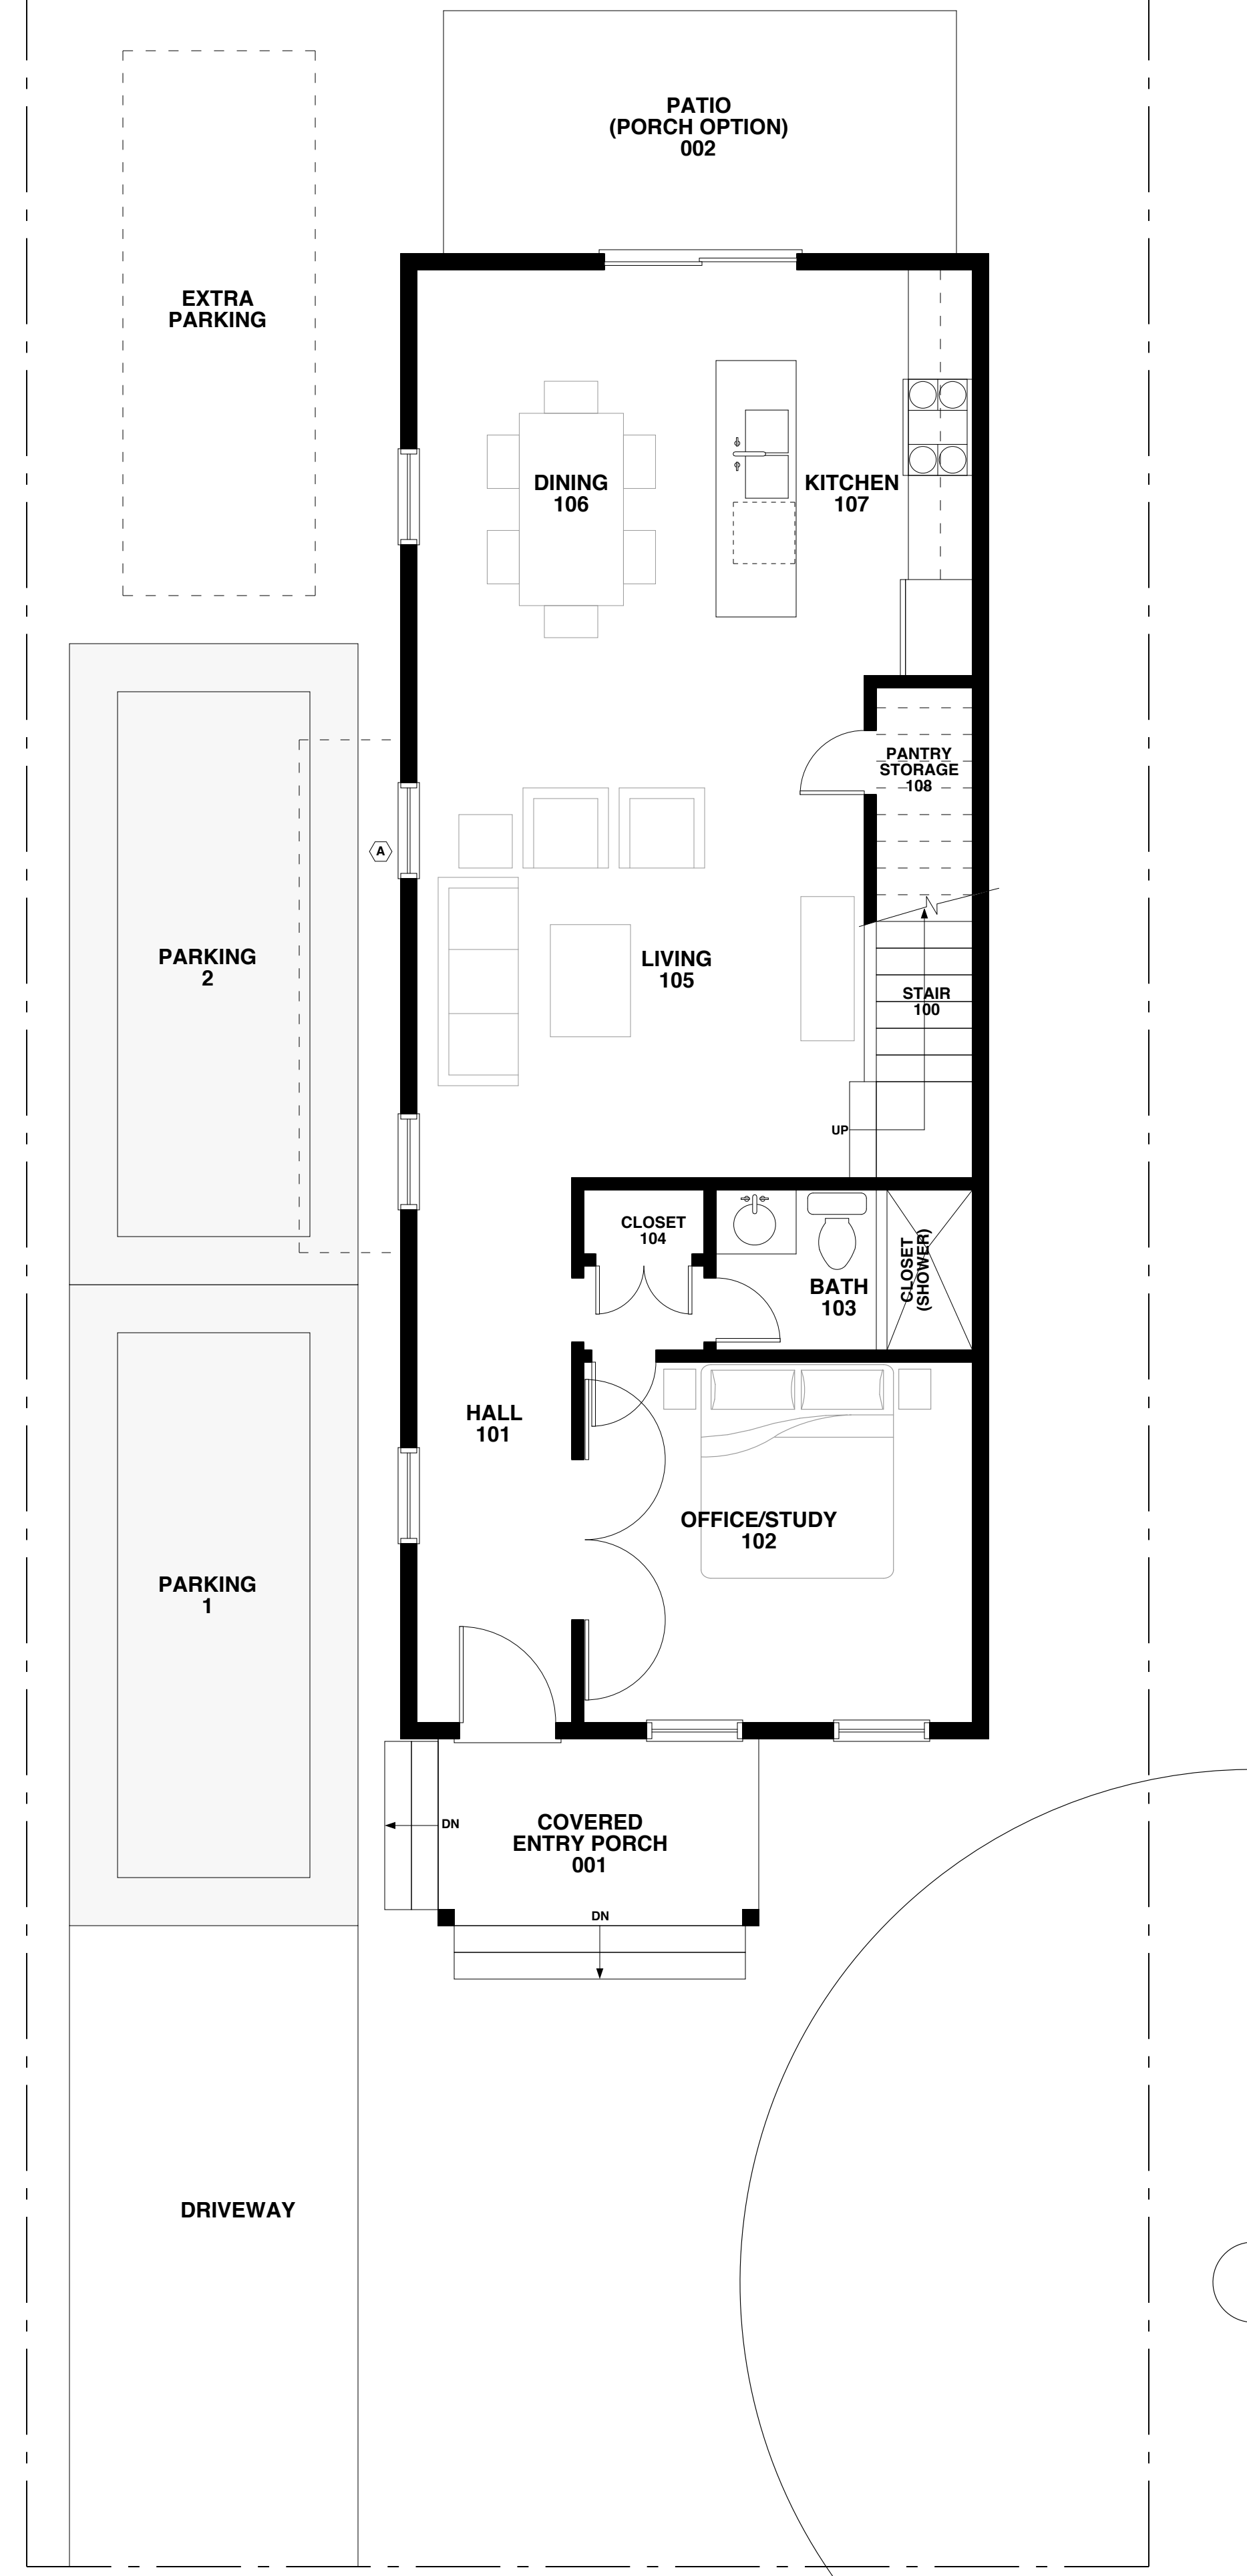 PATIO
(PORCH OPTION)
002
EXTRA
PARKING
DINING
106
KITCHEN
107
PANTRY
STORAGE
108
A
PARKING
2
LIVING
105
STAIR
100
UP
CLOSET
104
BATH
103
CLOSET
(SHOWER)
HALL
101
OFFICE/STUDY
102
PARKING
1
DN
COVERED
ENTRY PORCH
001
DN
DRIVEWAY